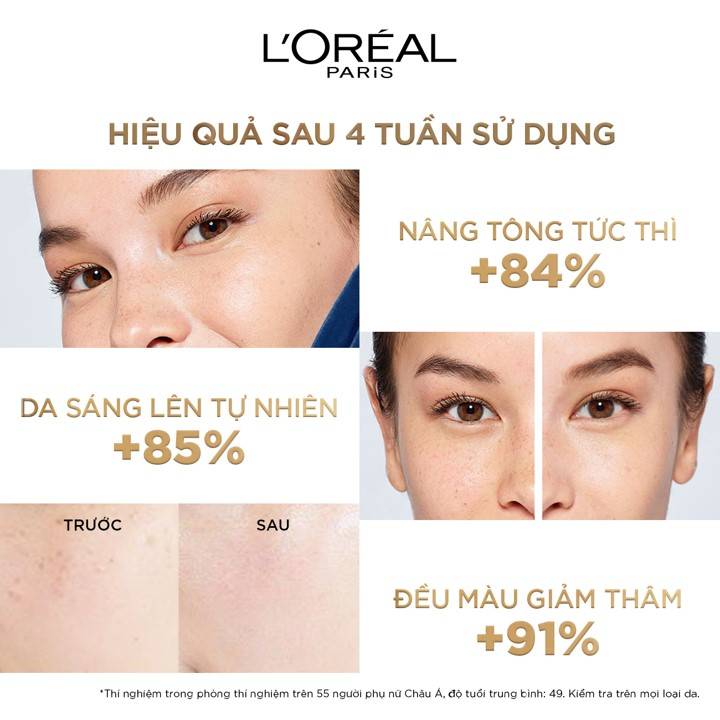 L'ORÉAL
PARiS
HIỆU QUẢ SAU 4 TUẦN SỬ DỤNG
NÂNG TÔNG TỨC THÌ
+84%
DA SÁNG LÊN TỰ NHIÊN
+85%
TRƯỚC
SAU
ĐỀU MÀU GIẢM THÂM
+91%
*Thí nghiệm trong phòng thí nghiệm trên 55 người phụ nữ Châu Á, độ tuổi trung bình: 49. Kiểm tra trên mọi loại da.